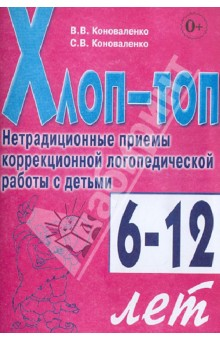 В.В. Коноваленко
С.В. Коноваленко
0+
Хлоп-топ
Нетрадиционные приемы
коррекционной логопедической
работы с детьми
6-12
лет